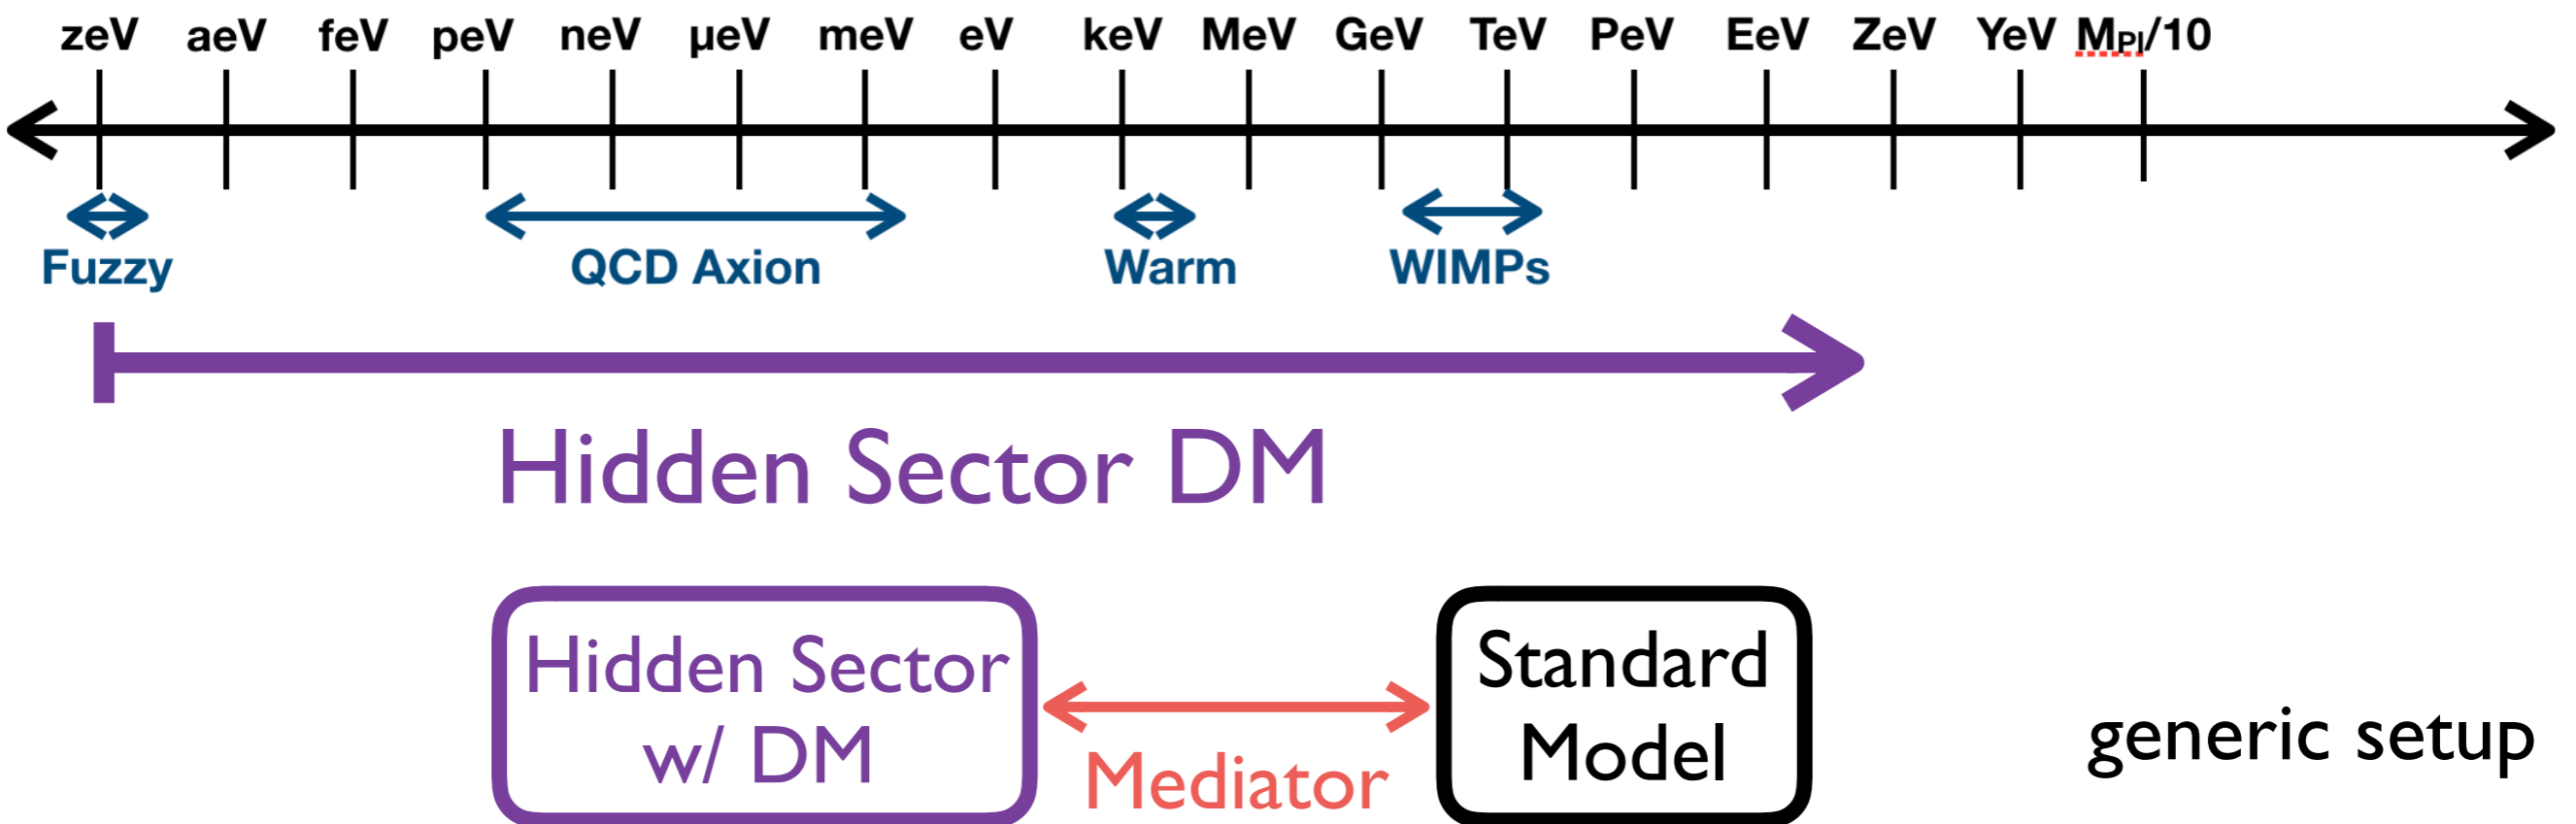 zeV aeV feV peV neV μeV meV eV keV MeV GeV TeV PeV EeV ZeV YeV MPl/10
Fuzzy QCD Axion Warm WIMPs
Hidden Sector DM
Hidden Sector
w/ DM
Mediator
Standard
Model
generic setup